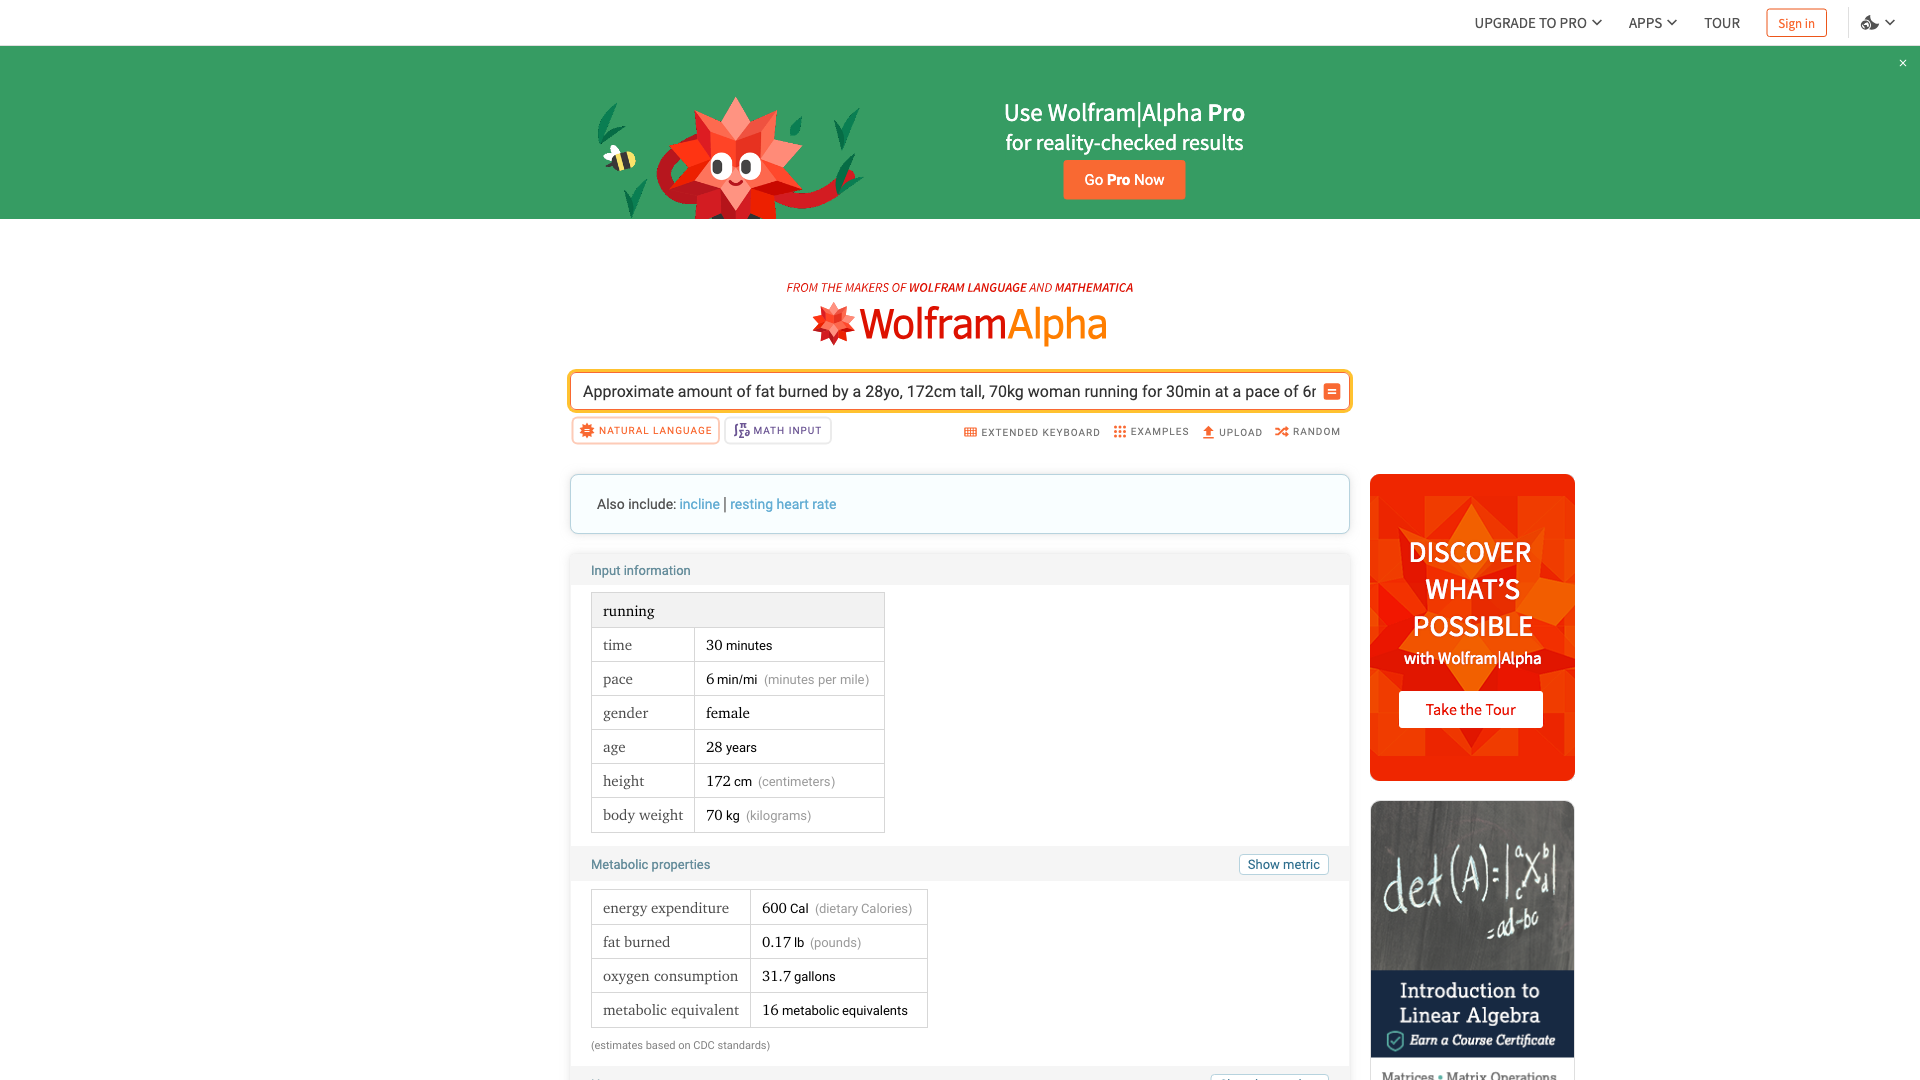 UPGRADE TO PRO
APPS
TOUR
Sign in
×
Use Wolfram|Alpha Pro
for reality-checked results
Go Pro Now
FROM THE MAKERS OF WOLFRAM LANGUAGE AND MATHEMATICA
WolframAlpha
Approximate amount of fat burned by a 28yo, 172cm tall, 70kg woman running for 30min at a pace of 6
NATURAL LANGUAGE
MATH INPUT
EXTENDED KEYBOARD
EXAMPLES
UPLOAD
RANDOM
Also include: incline | resting heart rate
Input information
running
time 30 minutes
pace 6 min/mi (minutes per mile)
gender female
age 28 years
height 172 cm (centimeters)
body weight 70 kg (kilograms)
Metabolic properties
Show metric
energy expenditure 600 Cal (dietary Calories)
fat burned 0.17 lb (pounds)
oxygen consumption 31.7 gallons
metabolic equivalent 16 metabolic equivalents
(estimates based on CDC standards)
DISCOVER
WHAT'S
POSSIBLE
with Wolfram|Alpha
Take the Tour
det(A)=|a b c d|
=ad-bc
Introduction to
Linear Algebra
Earn a Course Certificate
Matrices • Matrix Operations